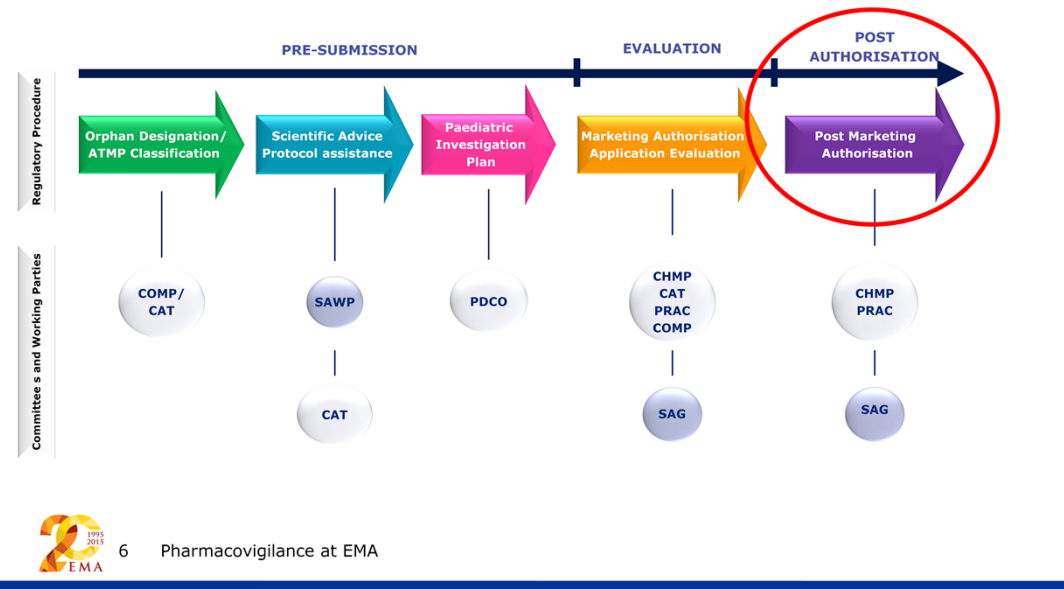 PRE-SUBMISSION
EVALUATION
POST
AUTHORISATION
Regulatory Procedure
Orphan Designation/
ATMP Classification
Scientific Advice
Protocol assistance
Paediatric
Investigation
Plan
Marketing Authorisation
Application Evaluation
Post Marketing
Authorisation
Committee s and Working Parties
COMP/
CAT
SAWP
CAT
PDCO
CHMP
CAT
PRAC
COMP
SAG
CHMP
PRAC
SAG
20
1995
2015
EMA
6 Pharmacovigilance at EMA